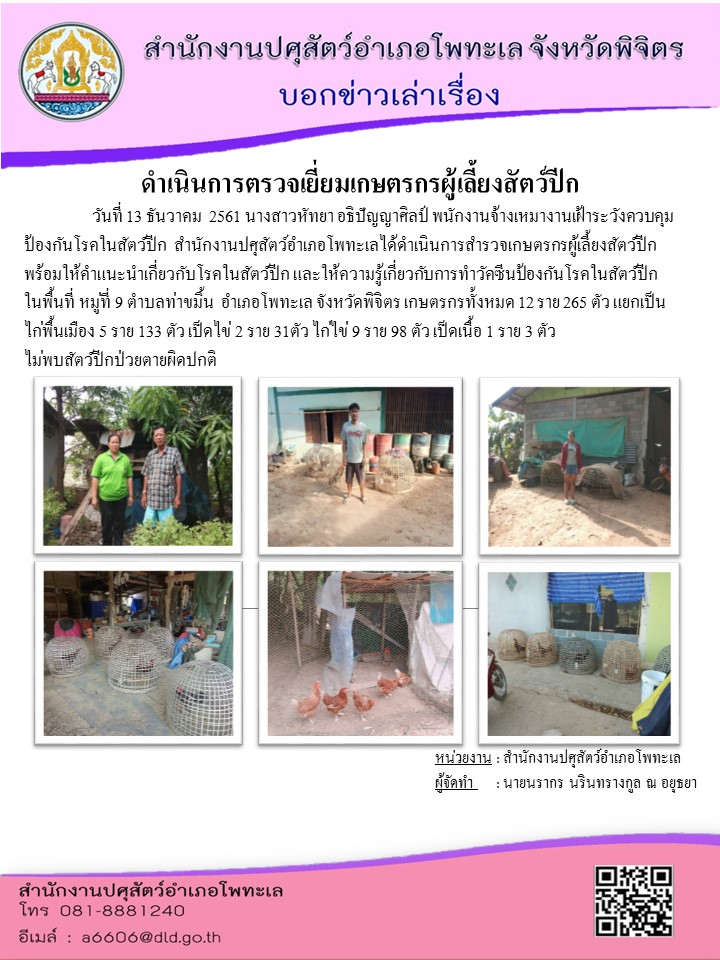 สำนักงานปศุสัตว์อำเภอโพทะเล จังหวัดพิจิตร
บอกข่าวเล่าเรื่อง
ดำเนินการตรวจเยี่ยมเกษตรกรผู้เลี้ยงสัตว์ปีก
วันที่ 13 ธันวาคม 2561 นางสาวหัทยา อธิปัญญาศิลป์ พนักงานจ้างเหมางานเฝ้าระวังควบคุม
ป้องกันโรคในสัตว์ปีก สำนักงานปศุสัตว์อำเภอโพทะเลได้ดำเนินการสำรวจเกษตรกรผู้เลี้ยงสัตว์ปีก
พร้อมให้คำแนะนำเกี่ยวกับโรคในสัตว์ปีก และให้ความรู้เกี่ยวกับการทำวัคซีนป้องกันโรคในสัตว์ปีก
ในพื้นที่ หมู่ที่ 9 ตำบลท่าขมิ้น อำเภอโพทะเล จังหวัดพิจิตร เกษตรกรทั้งหมด 12 ราย 265 ตัว แยกเป็น
ไก่พื้นเมือง 5 ราย 133 ตัว เป็ดไข่ 2 ราย 31ตัว ไก่ไข่ 9 ราย 98 ตัว เป็ดเนื้อ 1 ราย 3 ตัว
ไม่พบสัตว์ปีกป่วยตายผิดปกติ
หน่วยงาน : สำนักงานปศุสัตว์อำเภอโพทะเล
ผู้จัดทำ : นายนรากร นรินทรางกูล ณ อยุธยา
สำนักงานปศุสัตว์อำเภอโพทะเล
โทร 081-8881240
อีเมล์ : a6606@dld.go.th